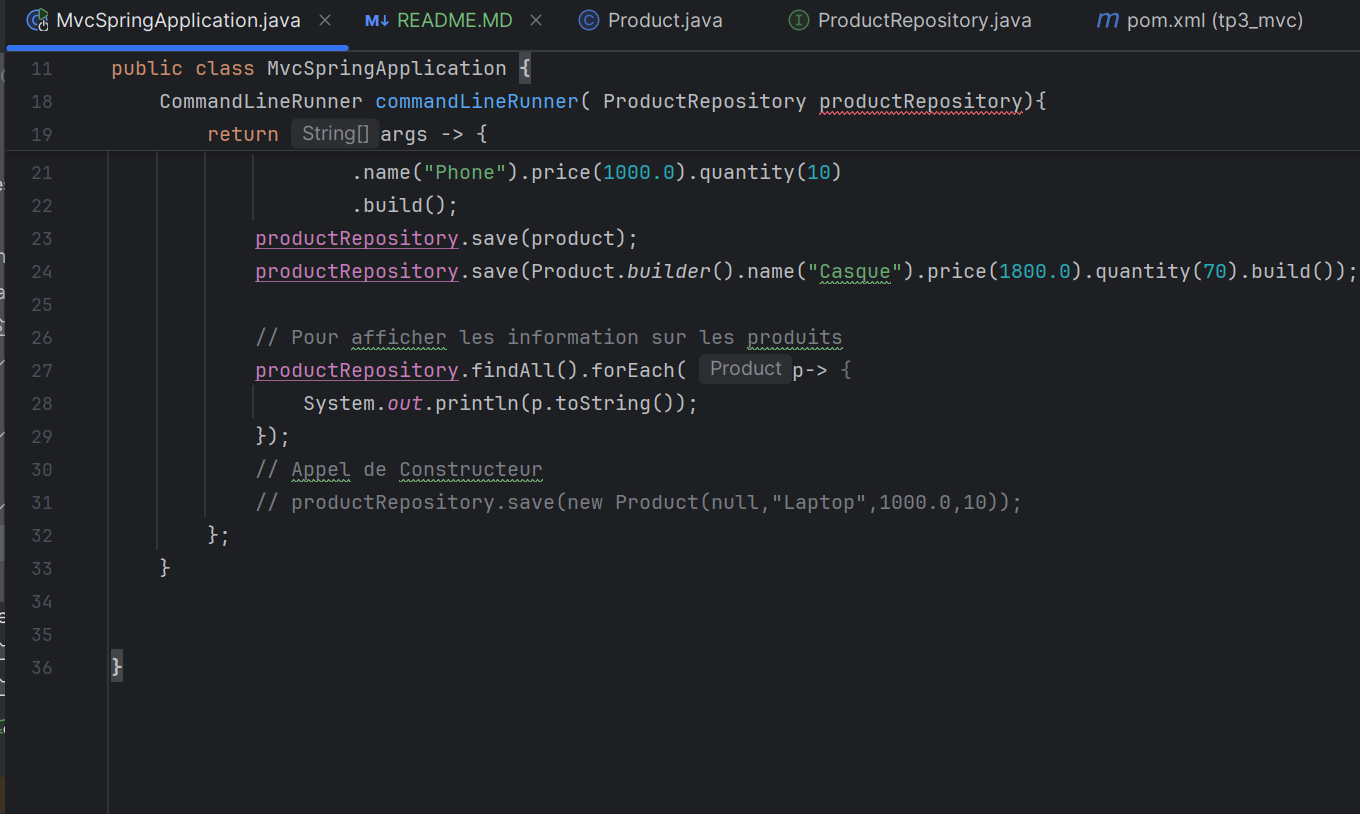 MvcSpringApplication.java M↓ README.MD Product.java ProductRepository.java m pom.xml (tp3_mvc)
11 public class MvcSpringApplication {
18 CommandLineRunner commandLineRunner( ProductRepository productRepository){
19 return String[] args -> {
21 .name("Phone").price(1000.0).quantity(10)
22 .build();
23 productRepository.save(product);
24 productRepository.save(Product.builder().name("Casque").price(1800.0).quantity(70).build());
25
26 // Pour afficher les information sur les produits
27 productRepository.findAll().forEach( Product p-> {
28 System.out.println(p.toString());
29 });
30 // Appel de Constructeur
31 // productRepository.save(new Product(null,"Laptop",1000.0,10));
32 };
33 }
34
35
36 }